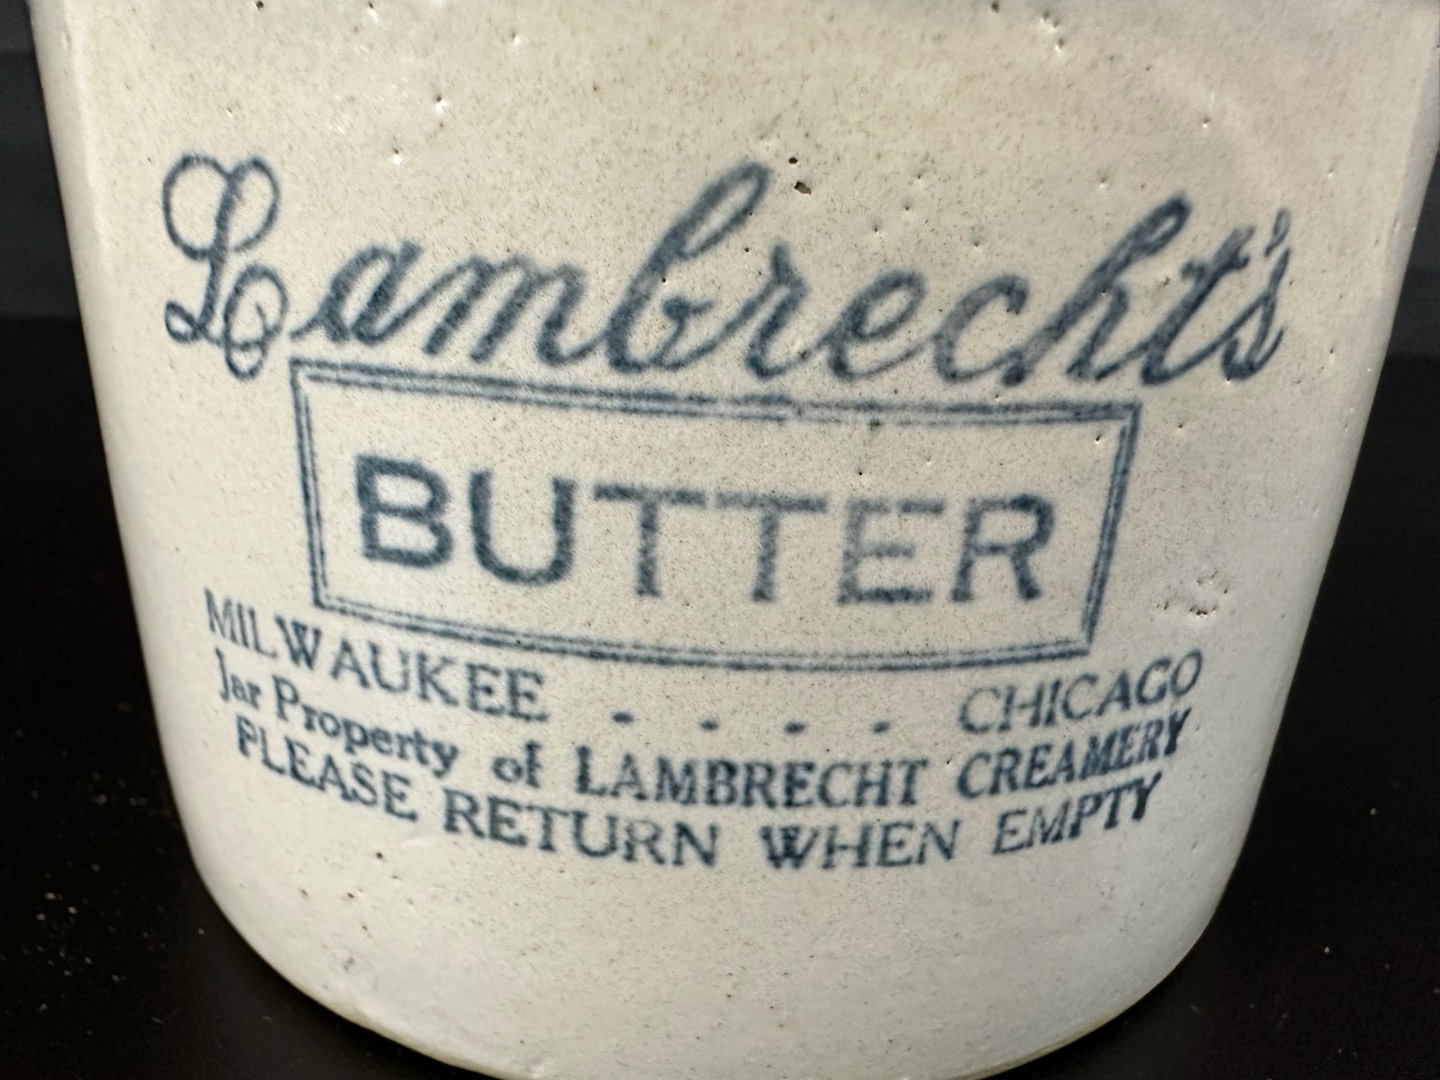 Lambrecht's
BUTTER
MILWAUKEE . . . . CHICAGO
Jar Property of LAMBRECHT CREAMERY
PLEASE RETURN WHEN EMPTY